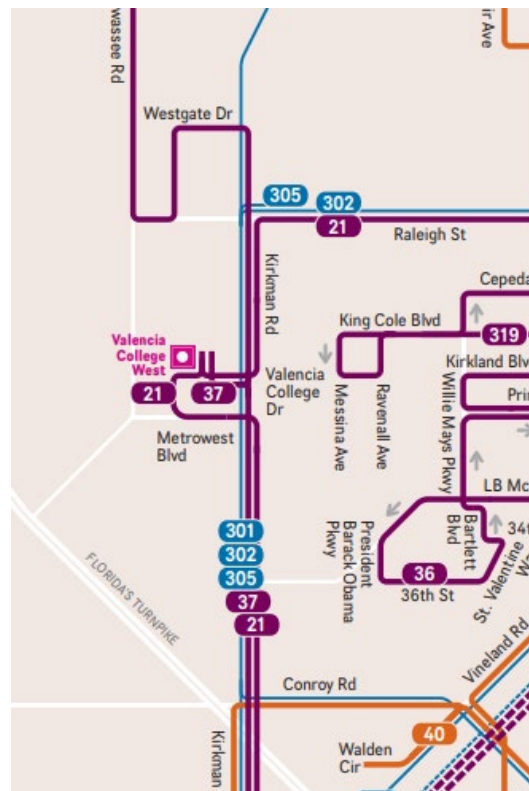 wassee Rd
ir Ave
Westgate Dr
305
302
21
Raleigh St
Kirkman Rd
Cepeda
King Cole Blvd
319
Valencia
College
West
21
37
Valencia
College
Dr
Kirkland Blv
Messina Ave
Ravenall Ave
Willie Mays Pkwy
Prin
Metrowest
Blvd
LB Mc
301
302
305
37
21
President
Barack Obama
Pkwy
Bartlett
Blvd
34t
St. Valentine
Wa
36
36th St
FLORIDA'S TURNPIKE
Vineland Rd
Conroy Rd
Kirkman
40
Walden
Cir